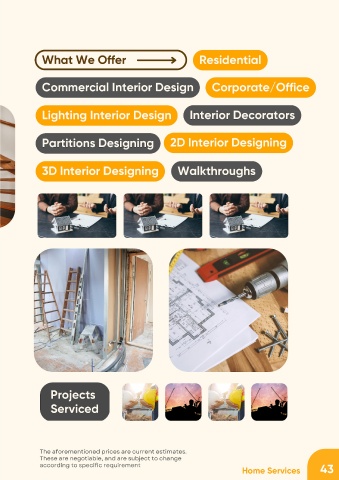 What We Offer
Residential
Commercial Interior Design
Corporate/Office
Lighting Interior Design
Interior Decorators
Partitions Designing
2D Interior Designing
3D Interior Designing
Walkthroughs
Projects
Serviced
The aforementioned prices are current estimates.
These are negotiable, and are subject to change
according to specific requirement
Home Services
43